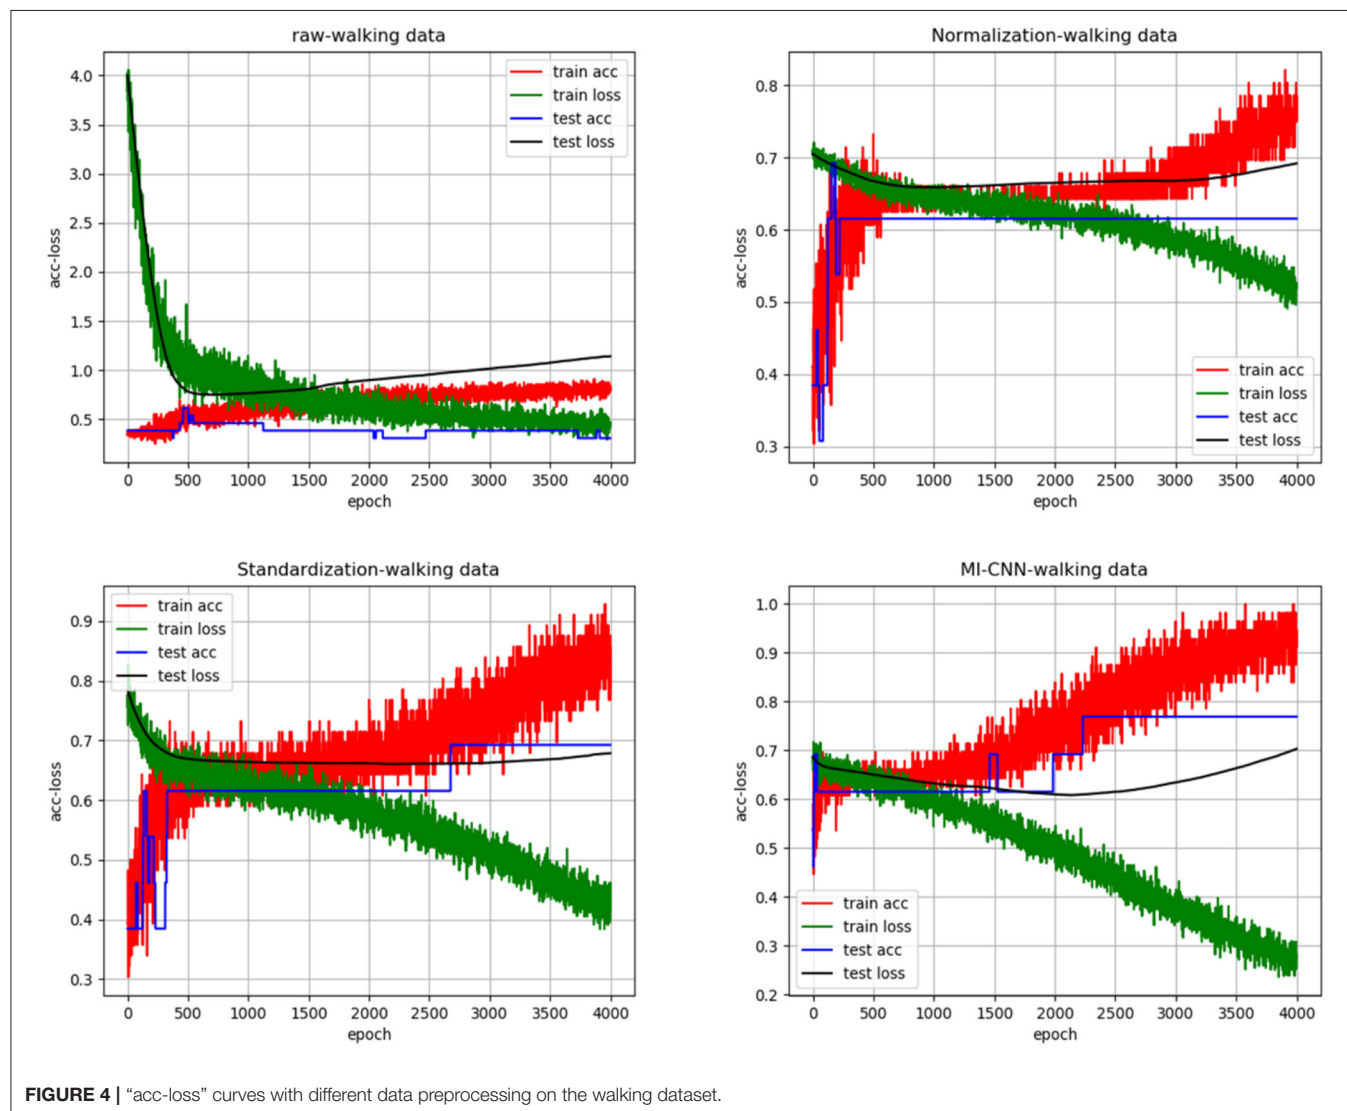 raw-walking data
4.0
3.5
3.0
2.5
2.0
1.5
1.0
0.5
acc-loss
train acc
train loss
test acc
test loss
0 500 1000 1500 2000 2500 3000 3500 4000
epoch
Normalization-walking data
0.8
0.7
0.6
0.5
0.4
0.3
acc-loss
train acc
train loss
test acc
test loss
0 500 1000 1500 2000 2500 3000 3500 4000
epoch
Standardization-walking data
0.9
0.8
0.7
0.6
0.5
0.4
0.3
acc-loss
train acc
train loss
test acc
test loss
0 500 1000 1500 2000 2500 3000 3500 4000
epoch
MI-CNN-walking data
1.0
0.9
0.8
0.7
0.6
0.5
0.4
0.3
0.2
acc-loss
train acc
train loss
test acc
test loss
0 500 1000 1500 2000 2500 3000 3500 4000
epoch
FIGURE 4 | “acc-loss” curves with different data preprocessing on the walking dataset.